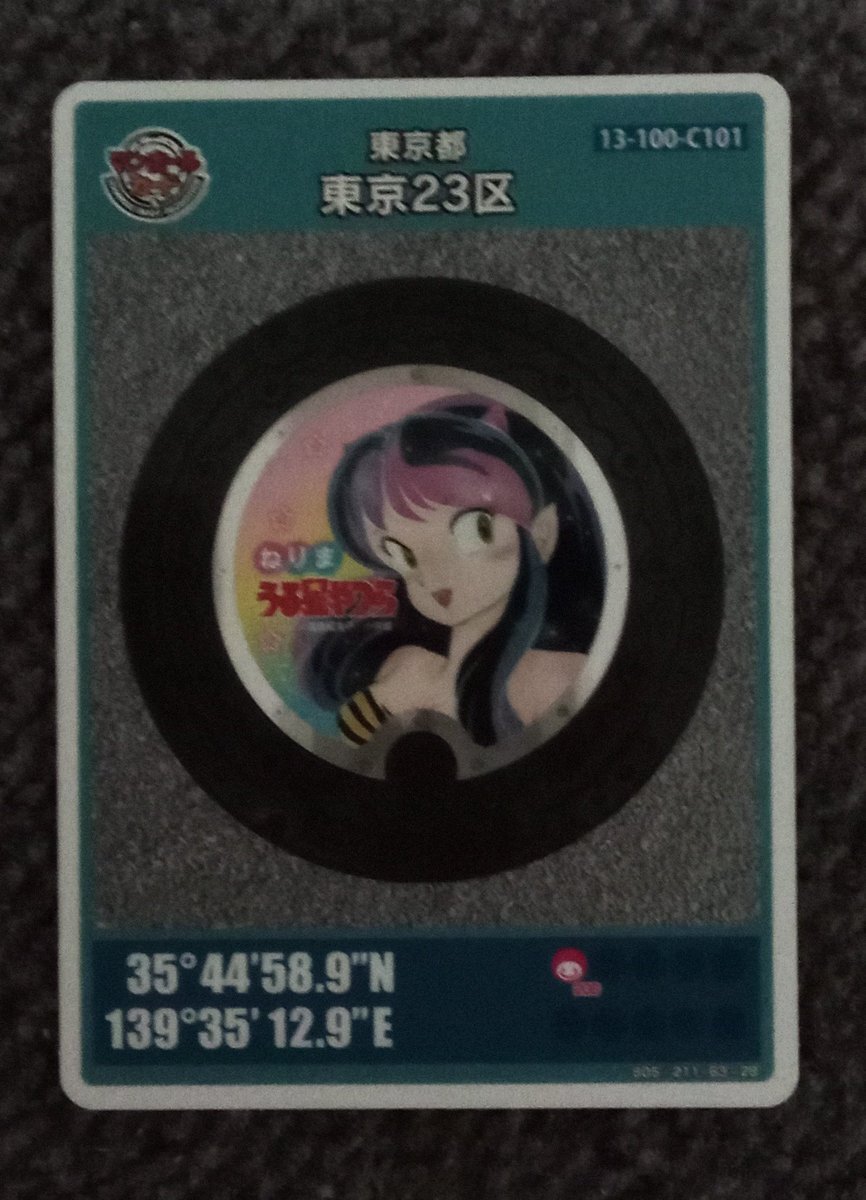 東京都
13-100-C101
東京23区
ねりま
うる星やつら
35°44'58.9"N
139°35'12.9"E